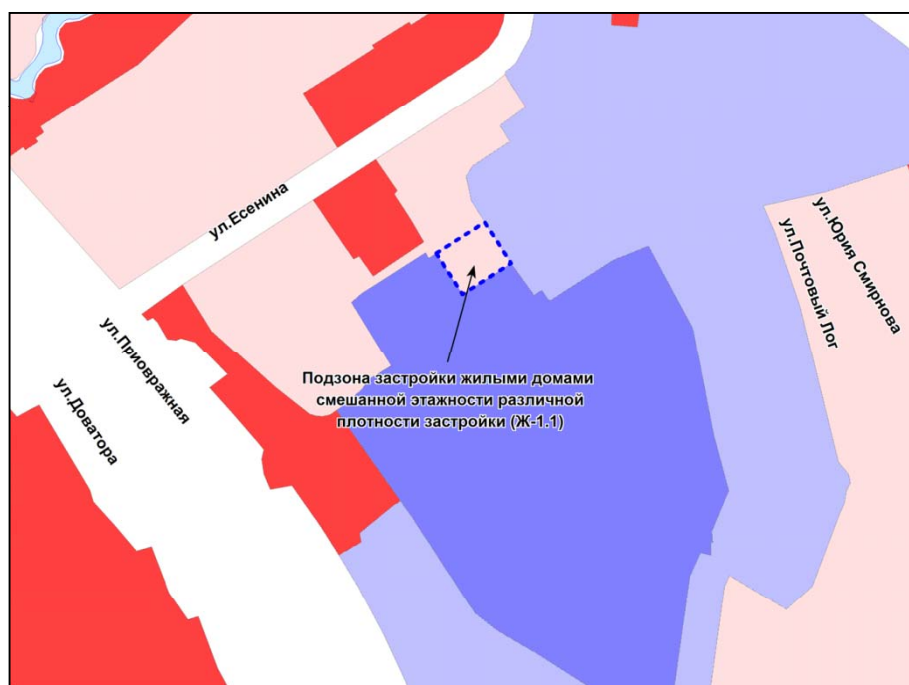 ул.Есенина
ул.Юрия Смирнова
ул.Почтовый Лог
ул.Приовражная
ул.Доватора
Подзона застройки жилыми домами
смешанной этажности различной
плотности застройки (Ж-1.1)